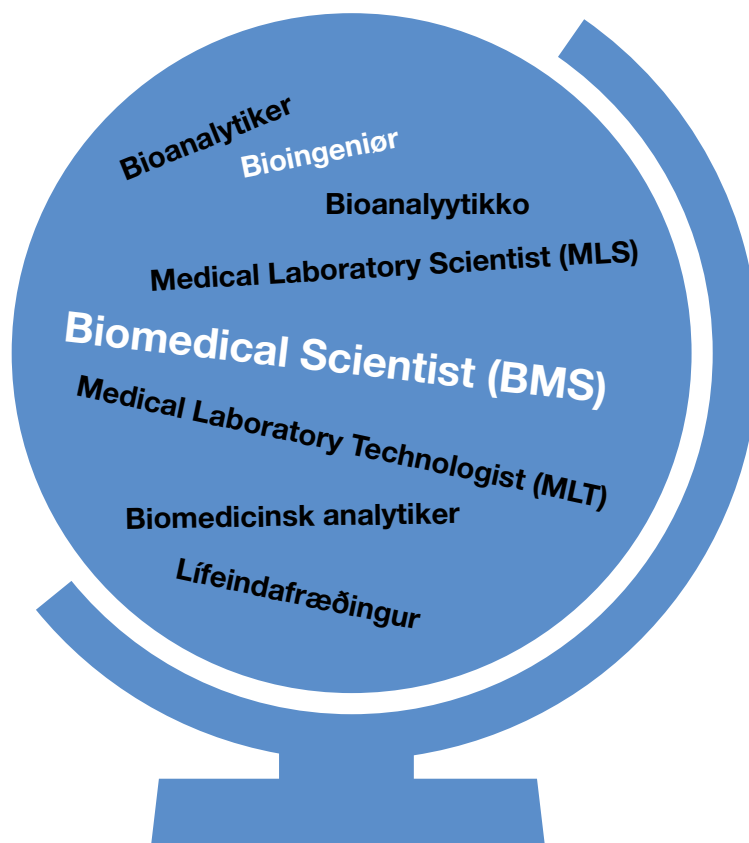 Bioanalytiker
Bioingeniør
Bioanalyytikko
Medical Laboratory Scientist (MLS)
Biomedical Scientist (BMS)
Medical Laboratory Technologist (MLT)
Biomedicinsk analytiker
Lífeindafræðingur